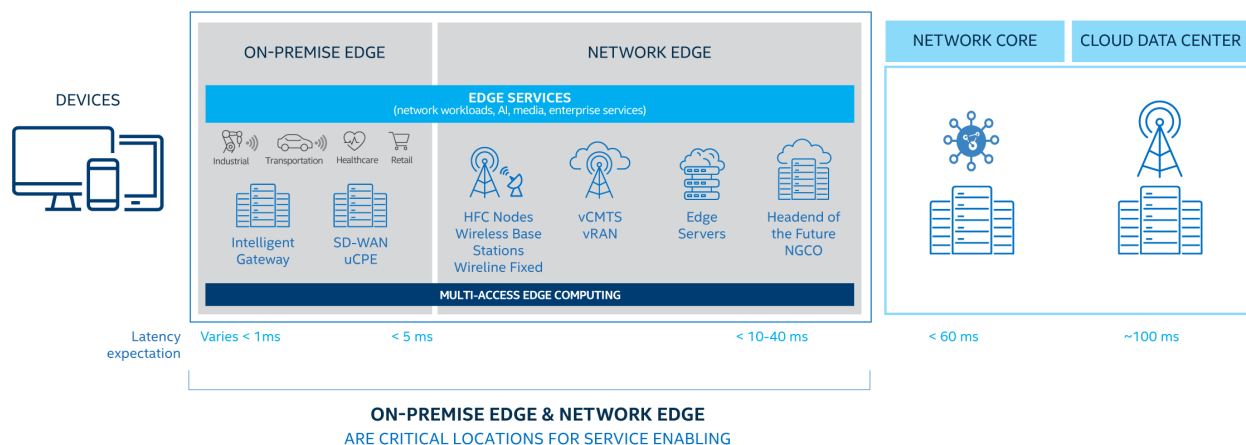 DEVICES
ON-PREMISE EDGE
NETWORK EDGE
EDGE SERVICES
(network workloads, AI, media, enterprise services)
Industrial
Transportation
Healthcare
Retail
Intelligent
Gateway
SD-WAN
uCPE
HFC Nodes
Wireless Base
Stations
Wireline Fixed
vCMTS
vRAN
Edge
Servers
Headend of
the Future
NGCO
MULTI-ACCESS EDGE COMPUTING
NETWORK CORE
CLOUD DATA CENTER
Latency
expectation
Varies < 1ms
< 5 ms
< 10-40 ms
< 60 ms
~100 ms
ON-PREMISE EDGE & NETWORK EDGE
ARE CRITICAL LOCATIONS FOR SERVICE ENABLING